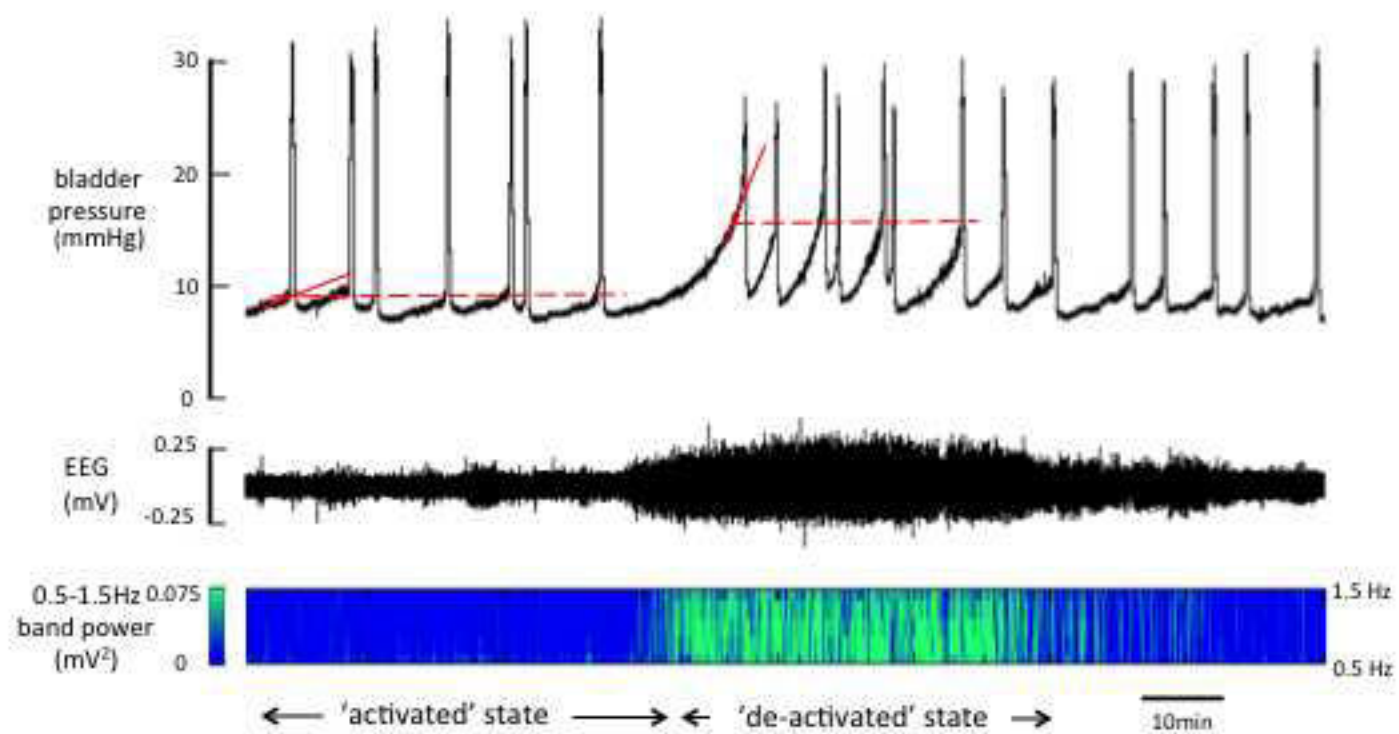 30
20
10
0
bladder
pressure
(mmHg)
0.25
EEG
(mV)
-0.25
0.5-1.5Hz 0.075 1.5 Hz
band power
(mV²) 0 0.5 Hz
'activated' state 'de-activated' state
10min